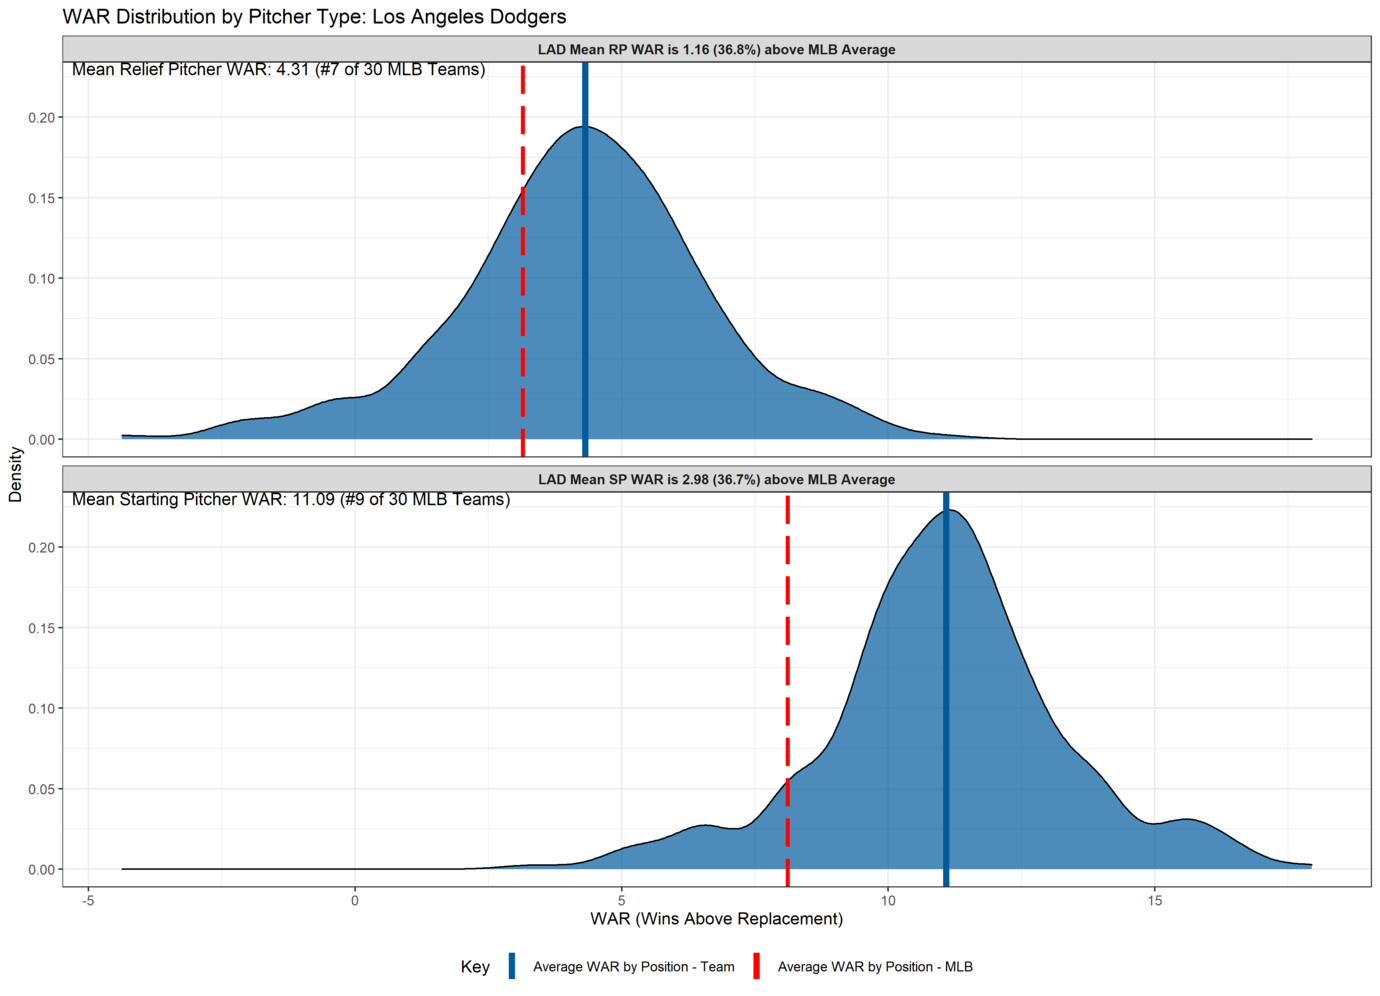 WAR Distribution by Pitcher Type: Los Angeles Dodgers
LAD Mean RP WAR is 1.16 (36.8%) above MLB Average
Mean Relief Pitcher WAR: 4.31 (#7 of 30 MLB Teams)
0.20
0.15
0.10
0.05
0.00
Density
LAD Mean SP WAR is 2.98 (36.7%) above MLB Average
Mean Starting Pitcher WAR: 11.09 (#9 of 30 MLB Teams)
0.20
0.15
0.10
0.05
0.00
-5 0 5 10 15
WAR (Wins Above Replacement)
Key Average WAR by Position - Team Average WAR by Position - MLB